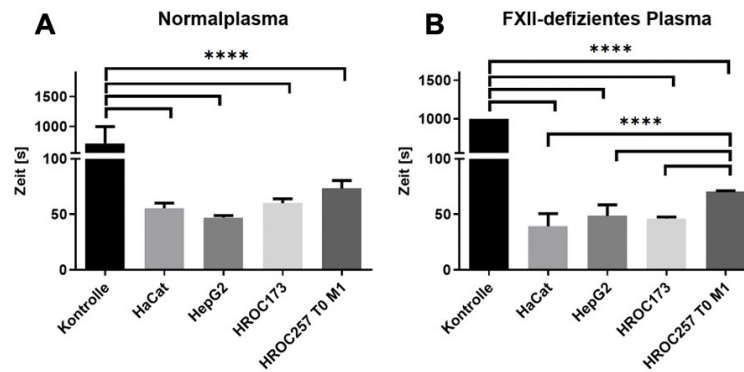 A
Normalplasma
****
Zeit [s]
1500
1000
100
50
0
Kontrolle
HaCat
HepG2
HROC173
HROC257 T0 M1
B
FXII-defizientes Plasma
****
****
Zeit [s]
1500
1000
100
50
0
Kontrolle
HaCat
HepG2
HROC173
HROC257 T0 M1